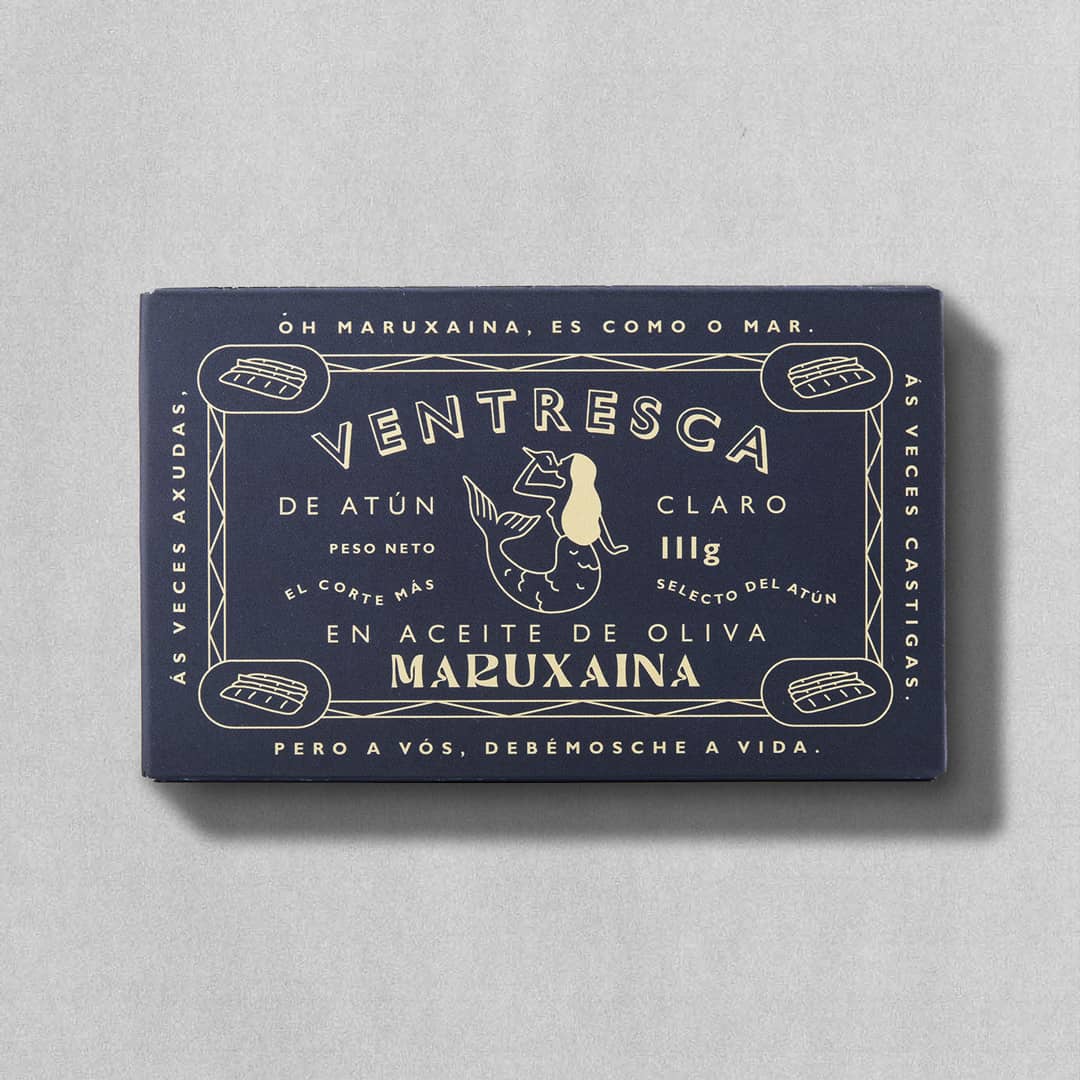 ÓH MARUXAINA, ES COMO O MAR.
ÁS VECES AXUDAS,
ÁS VECES CASTIGAS.
VENTRESCA
DE ATÚN CLARO
PESO NETO 111g
EL CORTE MÁS SELECTO DEL ATÚN
EN ACEITE DE OLIVA
MARUXAINA
PERO A VÓS, DEBÉMOSCHE A VIDA.